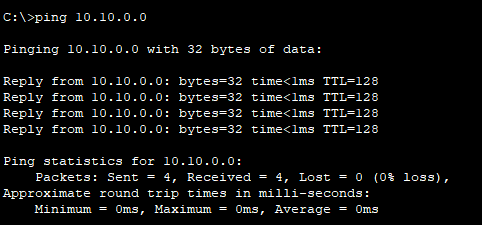 C:\>ping 10.10.0.0
Pinging 10.10.0.0 with 32 bytes of data:
Reply from 10.10.0.0: bytes=32 time<1ms TTL=128
Reply from 10.10.0.0: bytes=32 time<1ms TTL=128
Reply from 10.10.0.0: bytes=32 time<1ms TTL=128
Reply from 10.10.0.0: bytes=32 time<1ms TTL=128
Ping statistics for 10.10.0.0:
    Packets: Sent = 4, Received = 4, Lost = 0 (0% loss),
Approximate round trip times in milli-seconds:
    Minimum = 0ms, Maximum = 0ms, Average = 0ms